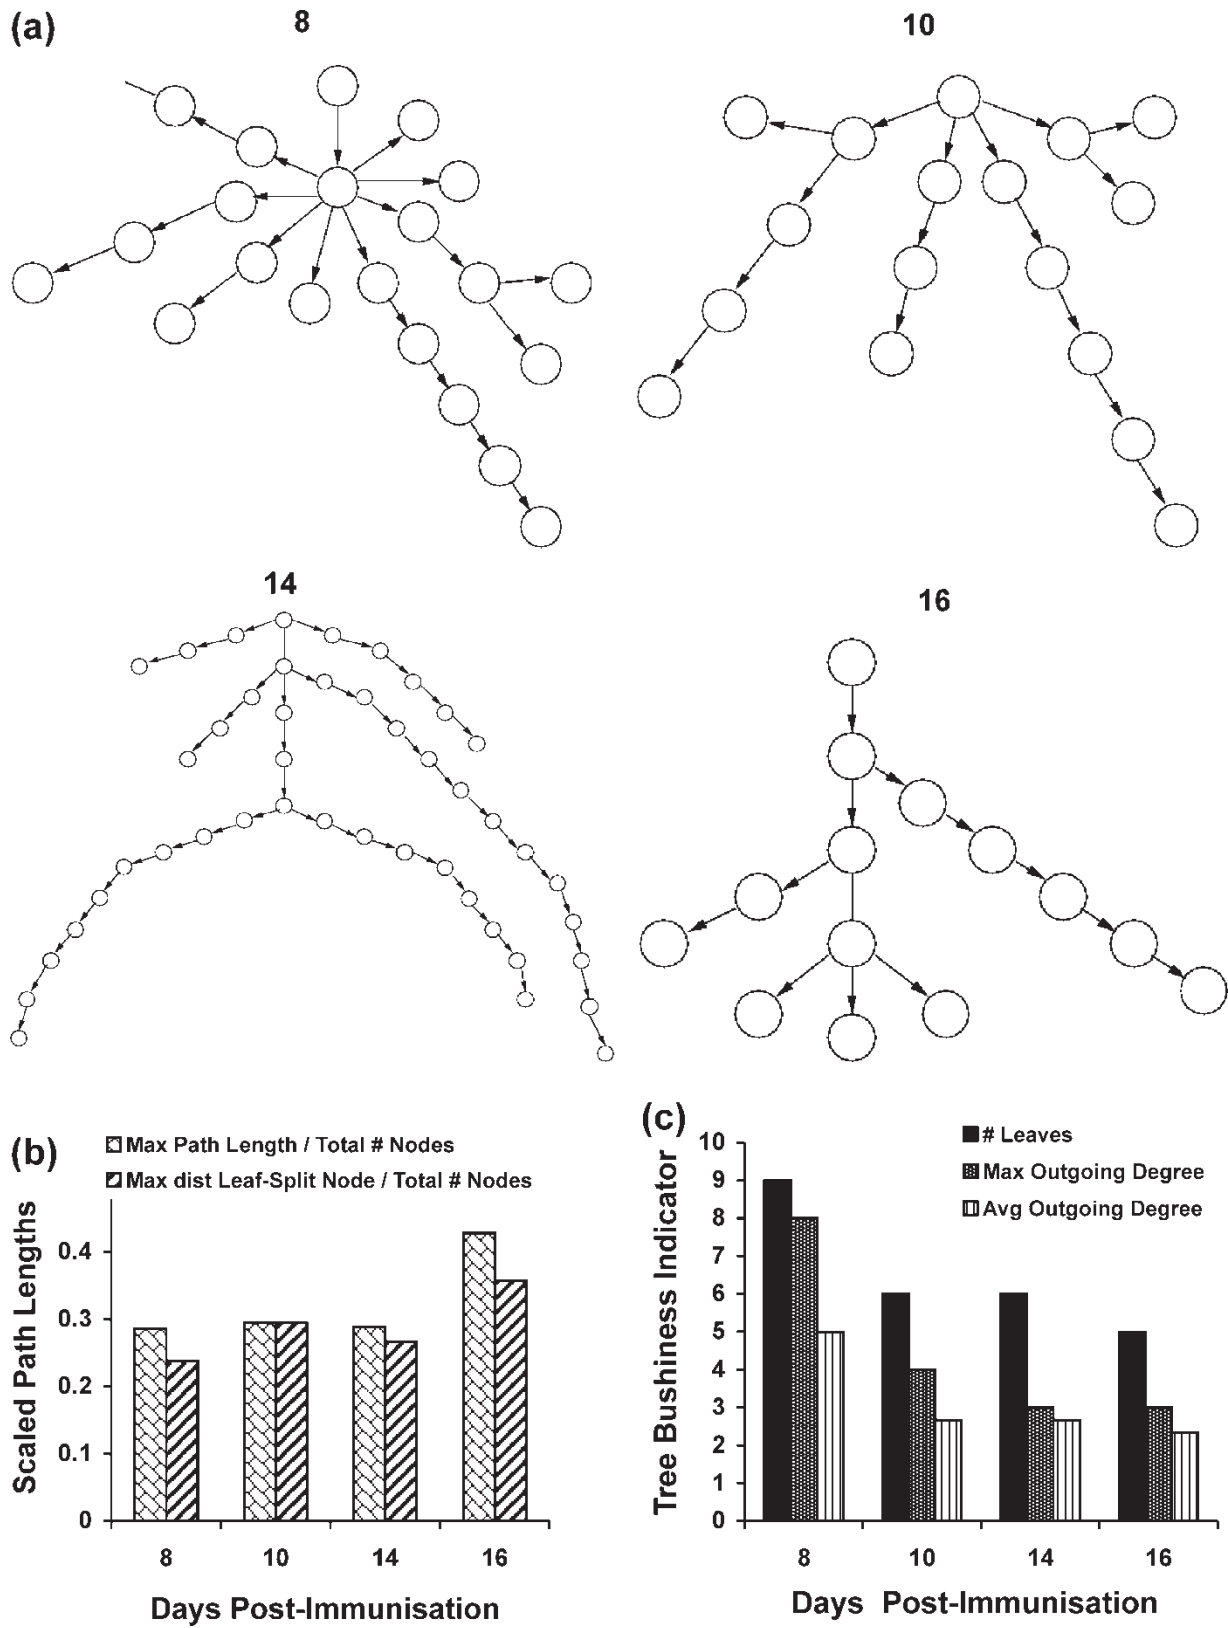 (a)
8
10
14
16
(b)
Max Path Length / Total # Nodes
Max dist Leaf-Split Node / Total # Nodes
Scaled Path Lengths
0.4
0.3
0.2
0.1
0
8 10 14 16
Days Post-Immunisation
(c)
# Leaves
Max Outgoing Degree
Avg Outgoing Degree
Tree Bushiness Indicator
10
9
8
7
6
5
4
3
2
1
0
8 10 14 16
Days Post-Immunisation